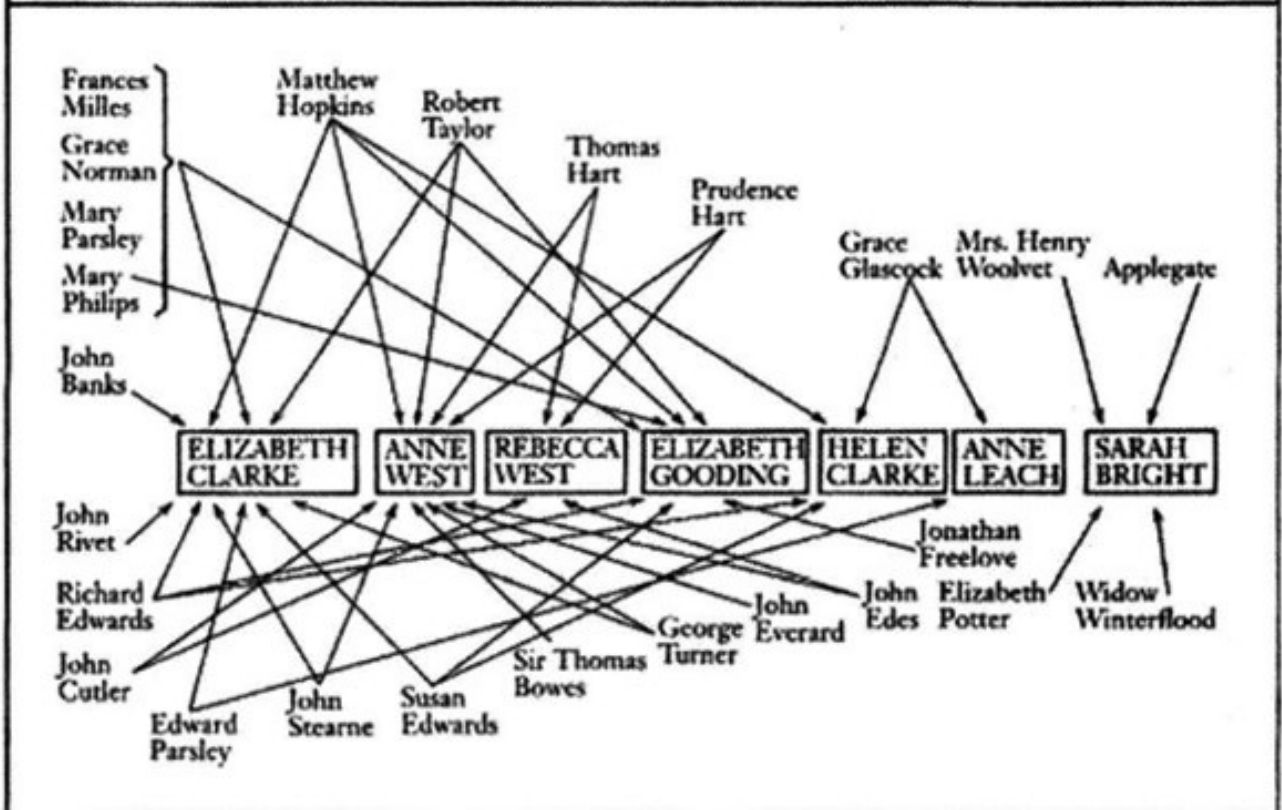 Frances
Milles
Grace
Norman
Mary
Parsley
Mary
Philips
Matthew
Hopkins
Robert
Taylor
Thomas
Hart
Prudence
Hart
Grace
Glascock
Mrs. Henry
Woolvet
Applegate
John
Banks
ELIZABETH
CLARKE
ANNE
WEST
REBECCA
WEST
ELIZABETH
GOODING
HELEN
CLARKE
ANNE
LEACH
SARAH
BRIGHT
John
Rivet
Richard
Edwards
John
Cutler
Edward
Parsley
John
Stearne
Susan
Edwards
Sir Thomas
Bowes
George
Turner
John
Everard
John
Edes
Jonathan
Freelove
Elizabeth
Potter
Widow
Winterflood